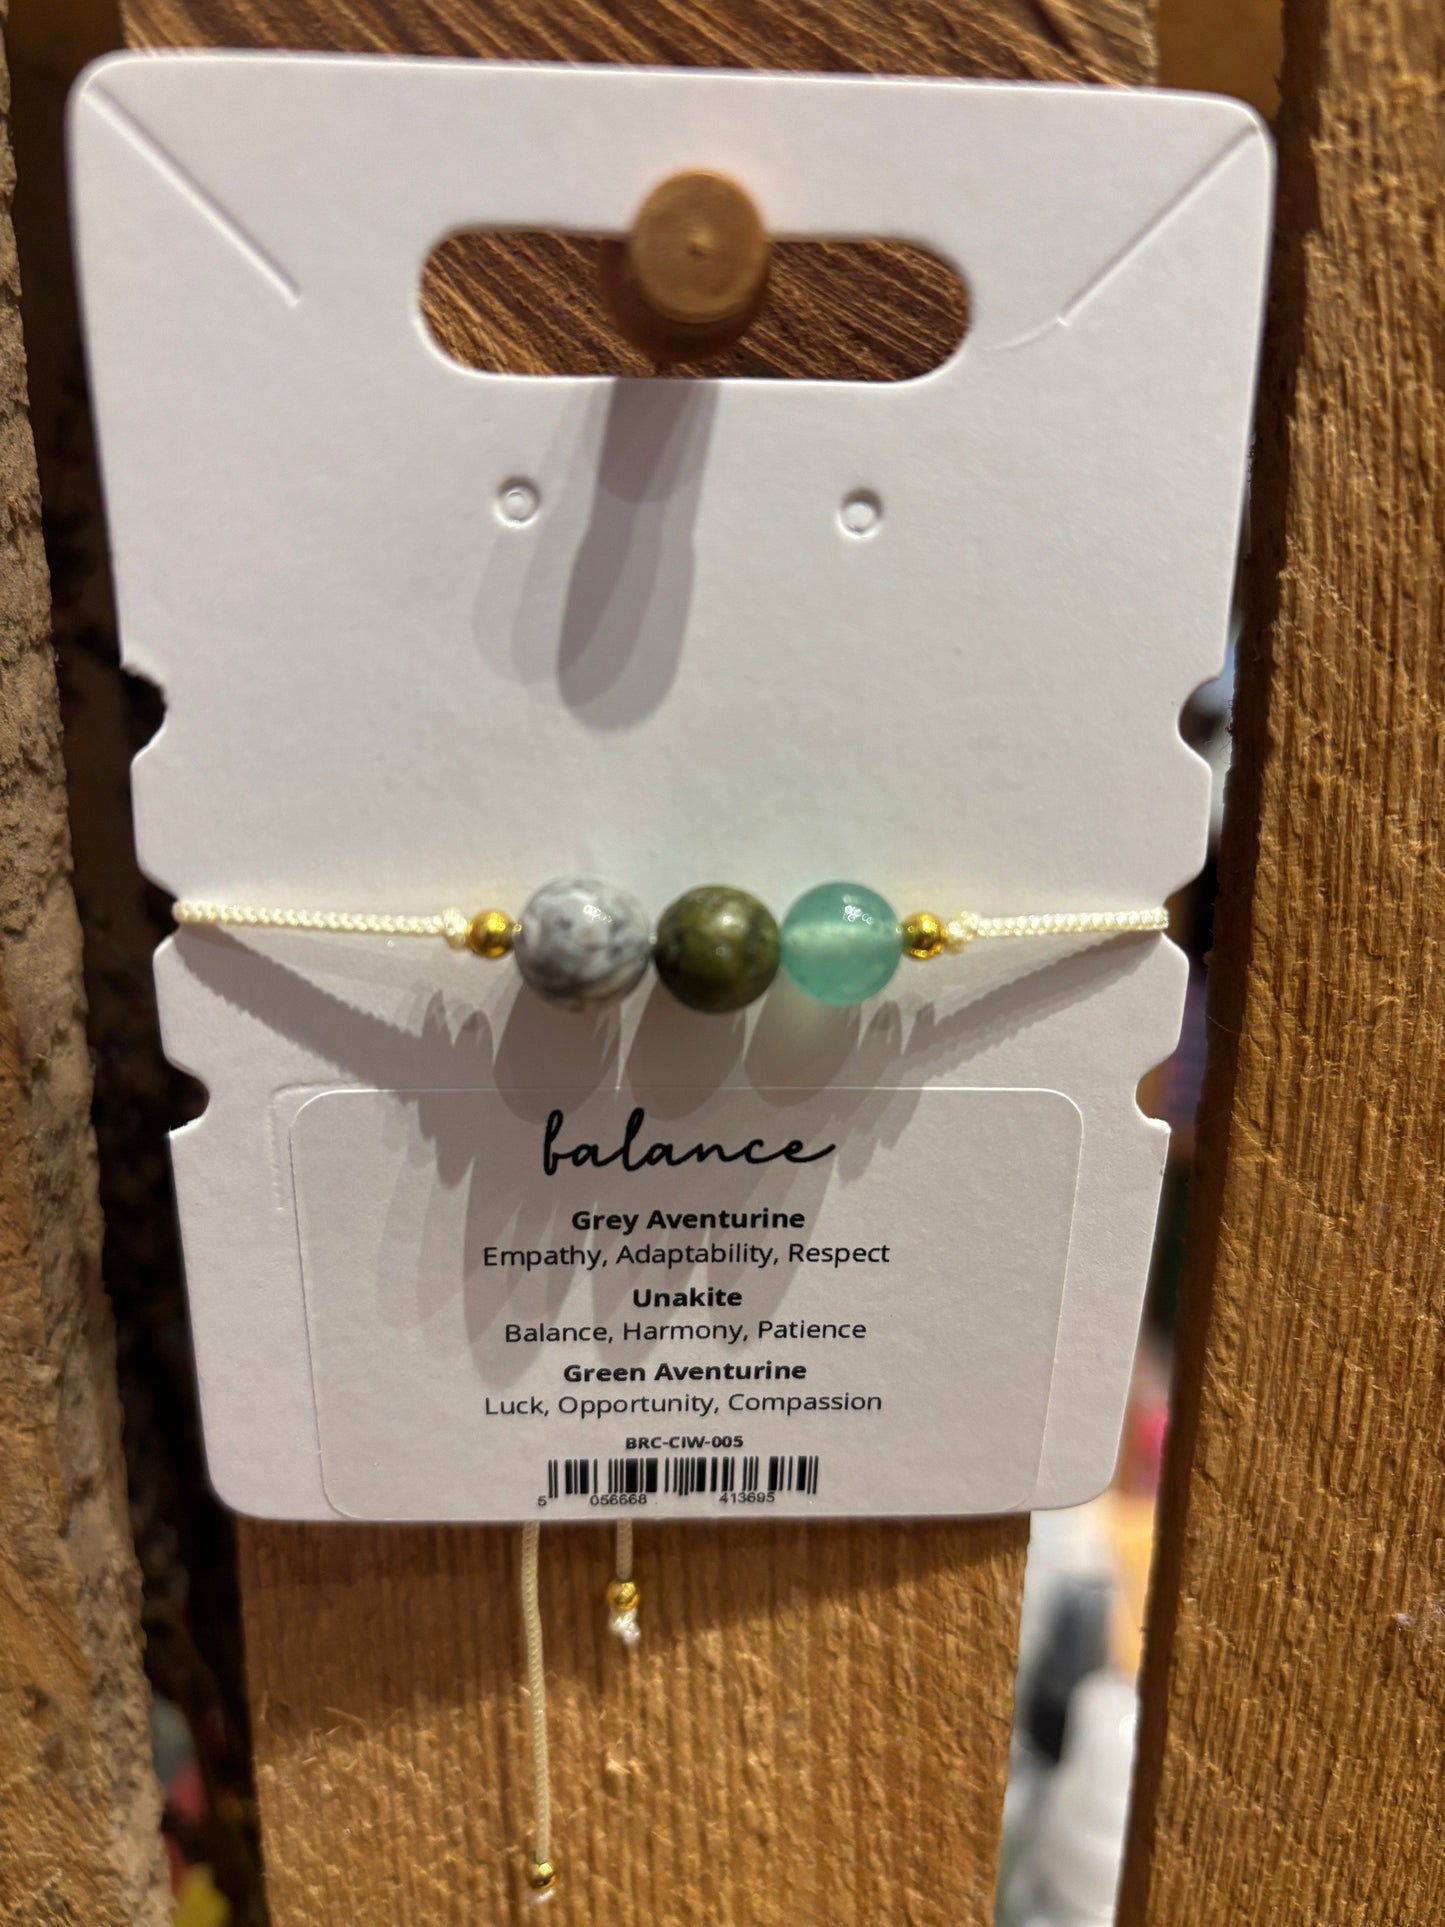 balance
Grey Aventurine
Empathy, Adaptability, Respect
Unakite
Balance, Harmony, Patience
Green Aventurine
Luck, Opportunity, Compassion
BRC-CIW-005
5 056668 413695